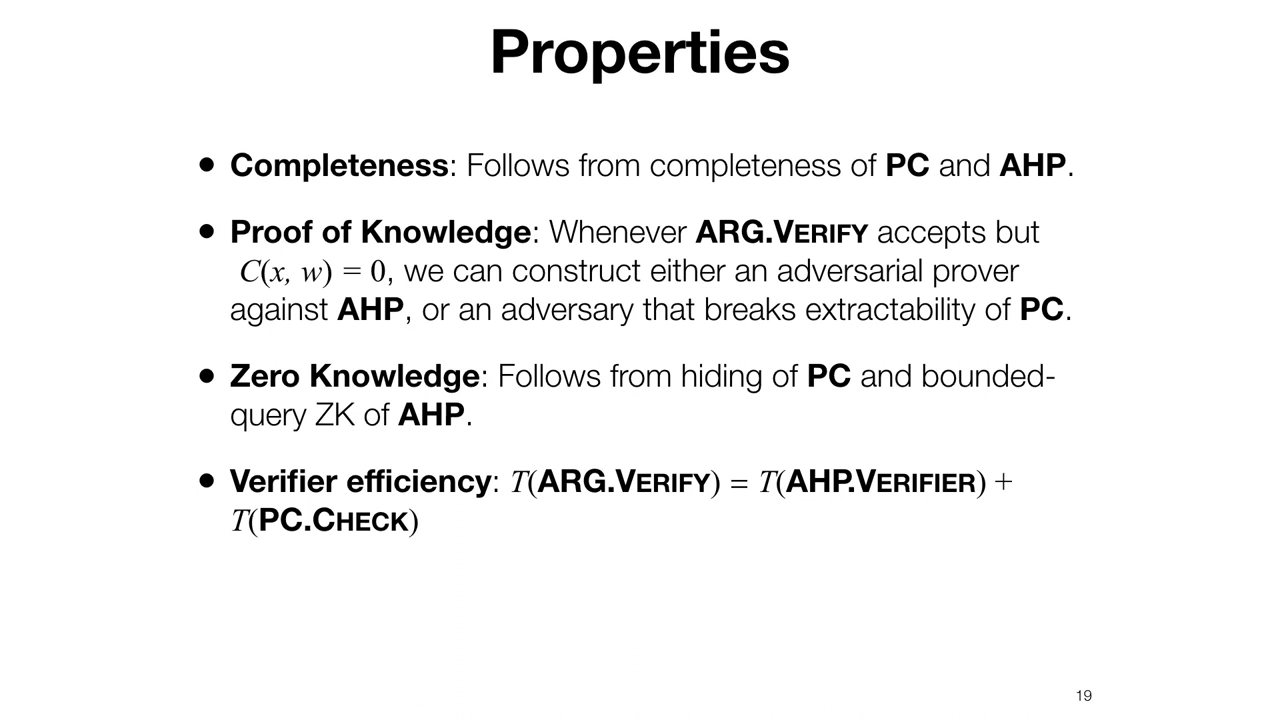 Properties
• Completeness: Follows from completeness of PC and AHP.
• Proof of Knowledge: Whenever ARG.VERIFY accepts but
C(x, w) = 0, we can construct either an adversarial prover
against AHP, or an adversary that breaks extractability of PC.
• Zero Knowledge: Follows from hiding of PC and bounded-
query ZK of AHP.
• Verifier efficiency: T(ARG.VERIFY) = T(AHP.VERIFIER) +
T(PC.CHECK)
19